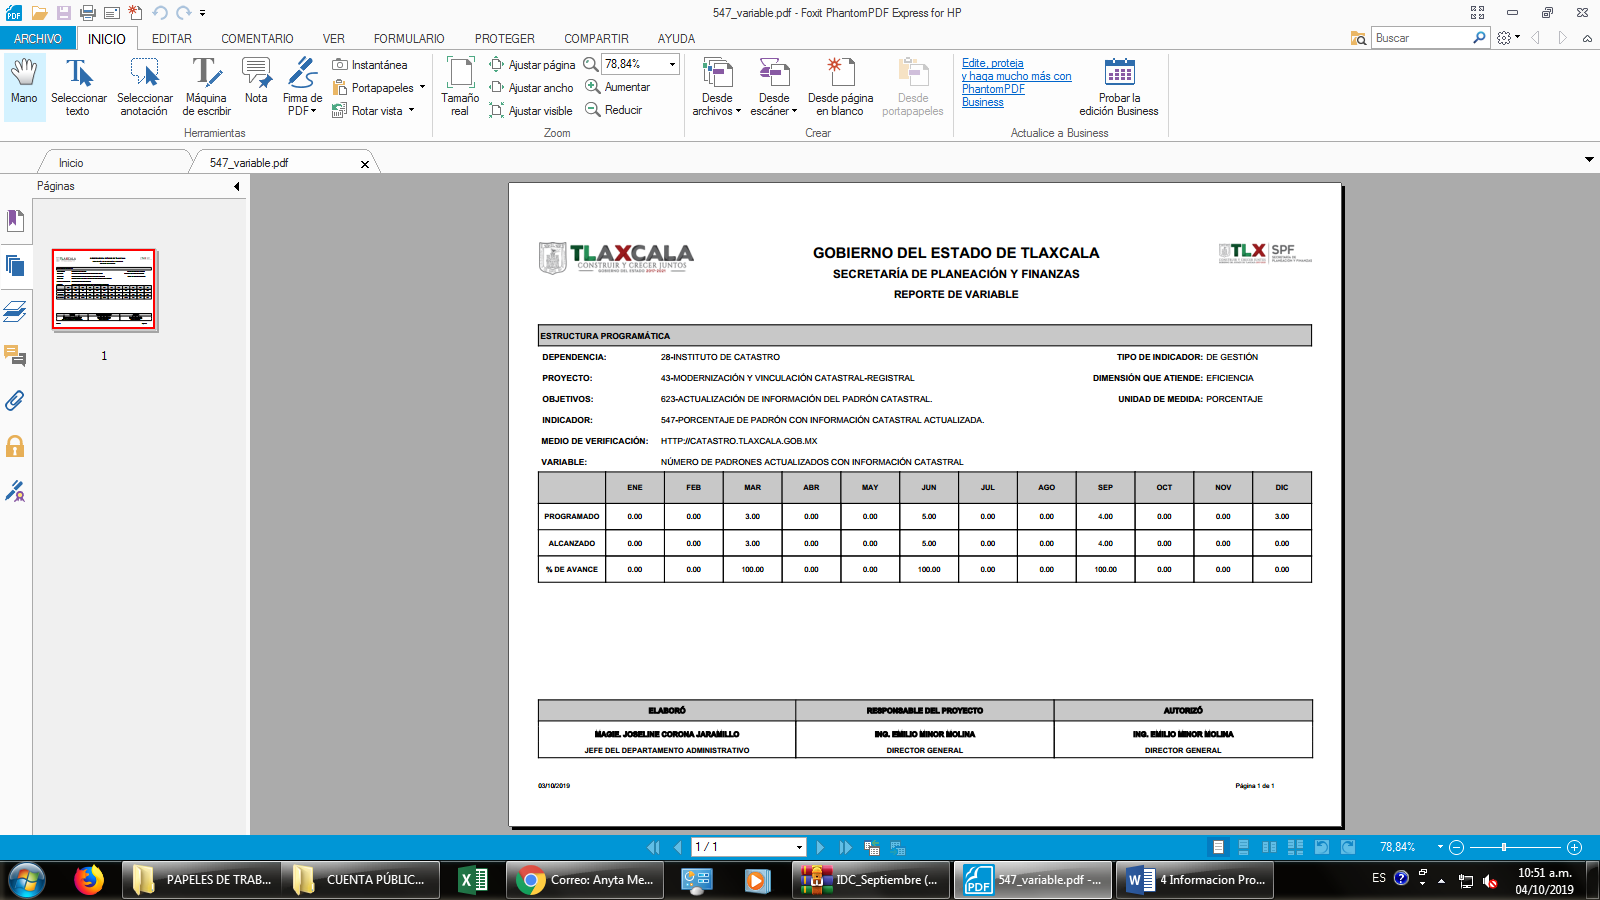 547_variable.pdf - Foxit PhantomPDF Express for HP
ARCHIVO INICIO EDITAR COMENTARIO VER FORMULARIO PROTEGER COMPARTIR AYUDA
Buscar
Mano
Seleccionar texto
Seleccionar anotación
Máquina de escribir
Nota
Firma de PDF
Instantánea
Portapapeles
Rotar vista
Herramientas
Tamaño real
Ajustar página
Ajustar ancho
Ajustar visible
78,84%
Aumentar
Reducir
Zoom
Desde archivos
Desde escáner
Desde página en blanco
Desde portapapeles
Crear
Edite, proteja
y haga mucho más con
PhantomPDF
Business
Probar la edición Business
Actualice a Business
Inicio
547_variable.pdf
Páginas
1
TLAXCALA
CONSTRUIR Y CRECER JUNTOS
GOBIERNO DEL ESTADO 2017-2021
GOBIERNO DEL ESTADO DE TLAXCALA
SECRETARÍA DE PLANEACIÓN Y FINANZAS
REPORTE DE VARIABLE
TLX SPF
SECRETARÍA DE PLANEACIÓN Y FINANZAS
ESTRUCTURA PROGRAMÁTICA
DEPENDENCIA: 28-INSTITUTO DE CATASTRO TIPO DE INDICADOR: DE GESTIÓN
PROYECTO: 43-MODERNIZACIÓN Y VINCULACIÓN CATASTRAL-REGISTRAL DIMENSIÓN QUE ATIENDE: EFICIENCIA
OBJETIVOS: 623-ACTUALIZACIÓN DE INFORMACIÓN DEL PADRÓN CATASTRAL. UNIDAD DE MEDIDA: PORCENTAJE
INDICADOR: 547-PORCENTAJE DE PADRÓN CON INFORMACIÓN CATASTRAL ACTUALIZADA.
MEDIO DE VERIFICACIÓN: HTTP://CATASTRO.TLAXCALA.GOB.MX
VARIABLE: NÚMERO DE PADRONES ACTUALIZADOS CON INFORMACIÓN CATASTRAL
ENE FEB MAR ABR MAY JUN JUL AGO SEP OCT NOV DIC
PROGRAMADO 0.00 0.00 3.00 0.00 0.00 5.00 0.00 0.00 4.00 0.00 0.00 3.00
ALCANZADO 0.00 0.00 3.00 0.00 0.00 5.00 0.00 0.00 4.00 0.00 0.00 0.00
% DE AVANCE 0.00 0.00 100.00 0.00 0.00 100.00 0.00 0.00 100.00 0.00 0.00 0.00
ELABORÓ RESPONSABLE DEL PROYECTO AUTORIZÓ
MAGIE. JOSELINE CORONA JARAMILLO ING. EMILIO MINOR MOLINA ING. EMILIO MINOR MOLINA
JEFE DEL DEPARTAMENTO ADMINISTRATIVO DIRECTOR GENERAL DIRECTOR GENERAL
03/10/2019 Página 1 de 1
1 / 1
78,84%
PAPELES DE TRAB...
CUENTA PÚBLIC...
Correo: Anyta Me...
IDC_Septiembre (...
547_variable.pdf -...
4 Informacion Pro...
ES
10:51 a.m.
04/10/2019